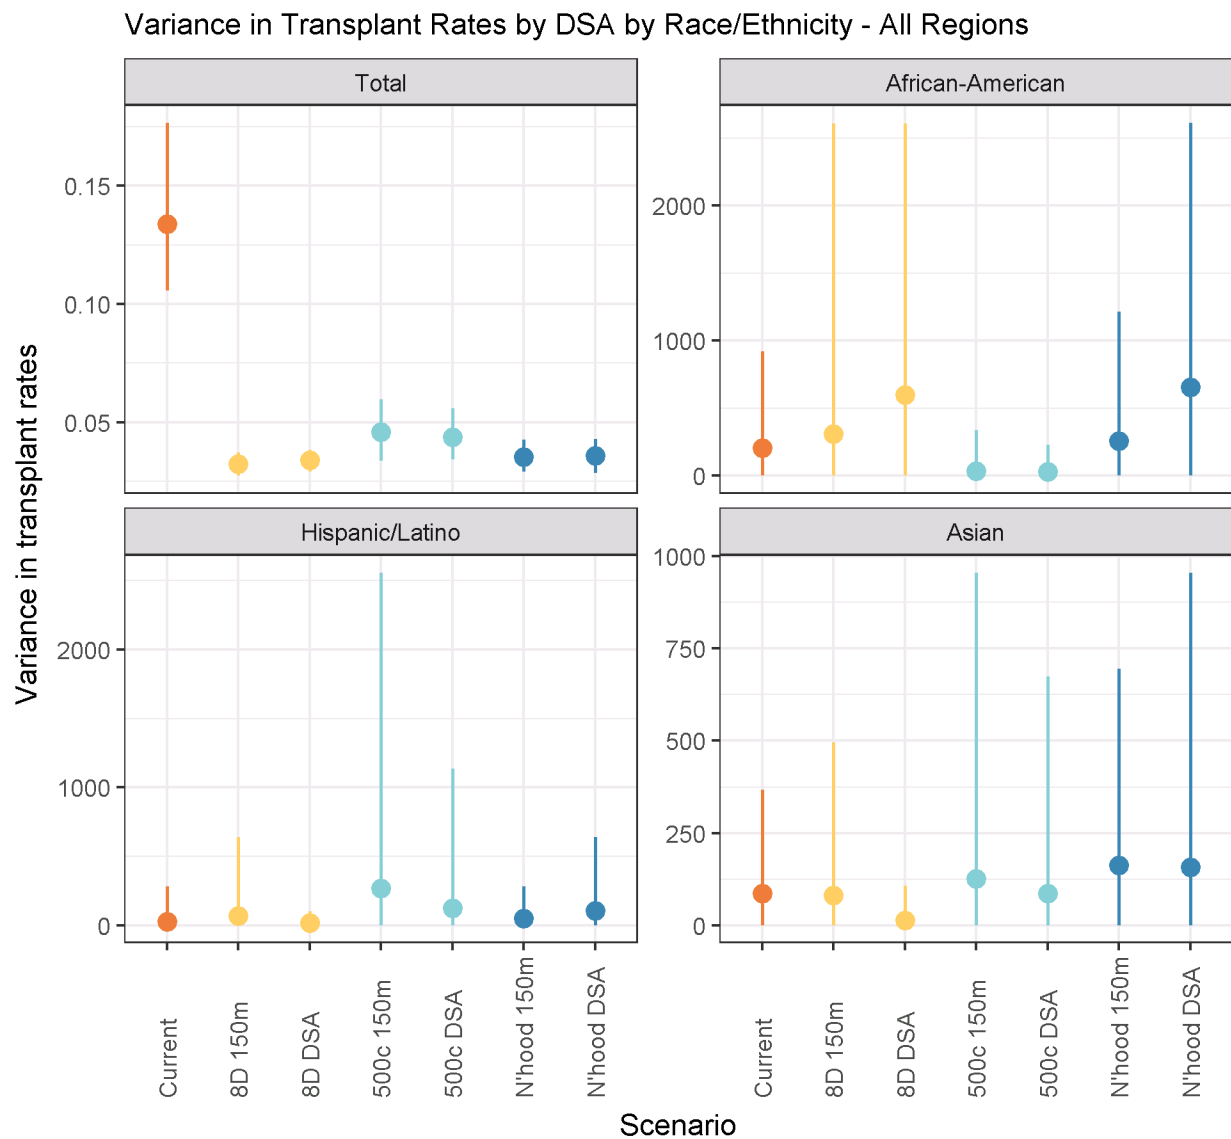 Variance in Transplant Rates by DSA by Race/Ethnicity - All Regions
Total
African-American
0.15
0.10
0.05
2000
1000
0
Variance in transplant rates
Hispanic/Latino
Asian
2000
1000
0
1000
750
500
250
0
Current
8D 150m
8D DSA
500c 150m
500c DSA
N'hood 150m
N'hood DSA
Current
8D 150m
8D DSA
500c 150m
500c DSA
N'hood 150m
N'hood DSA
Scenario